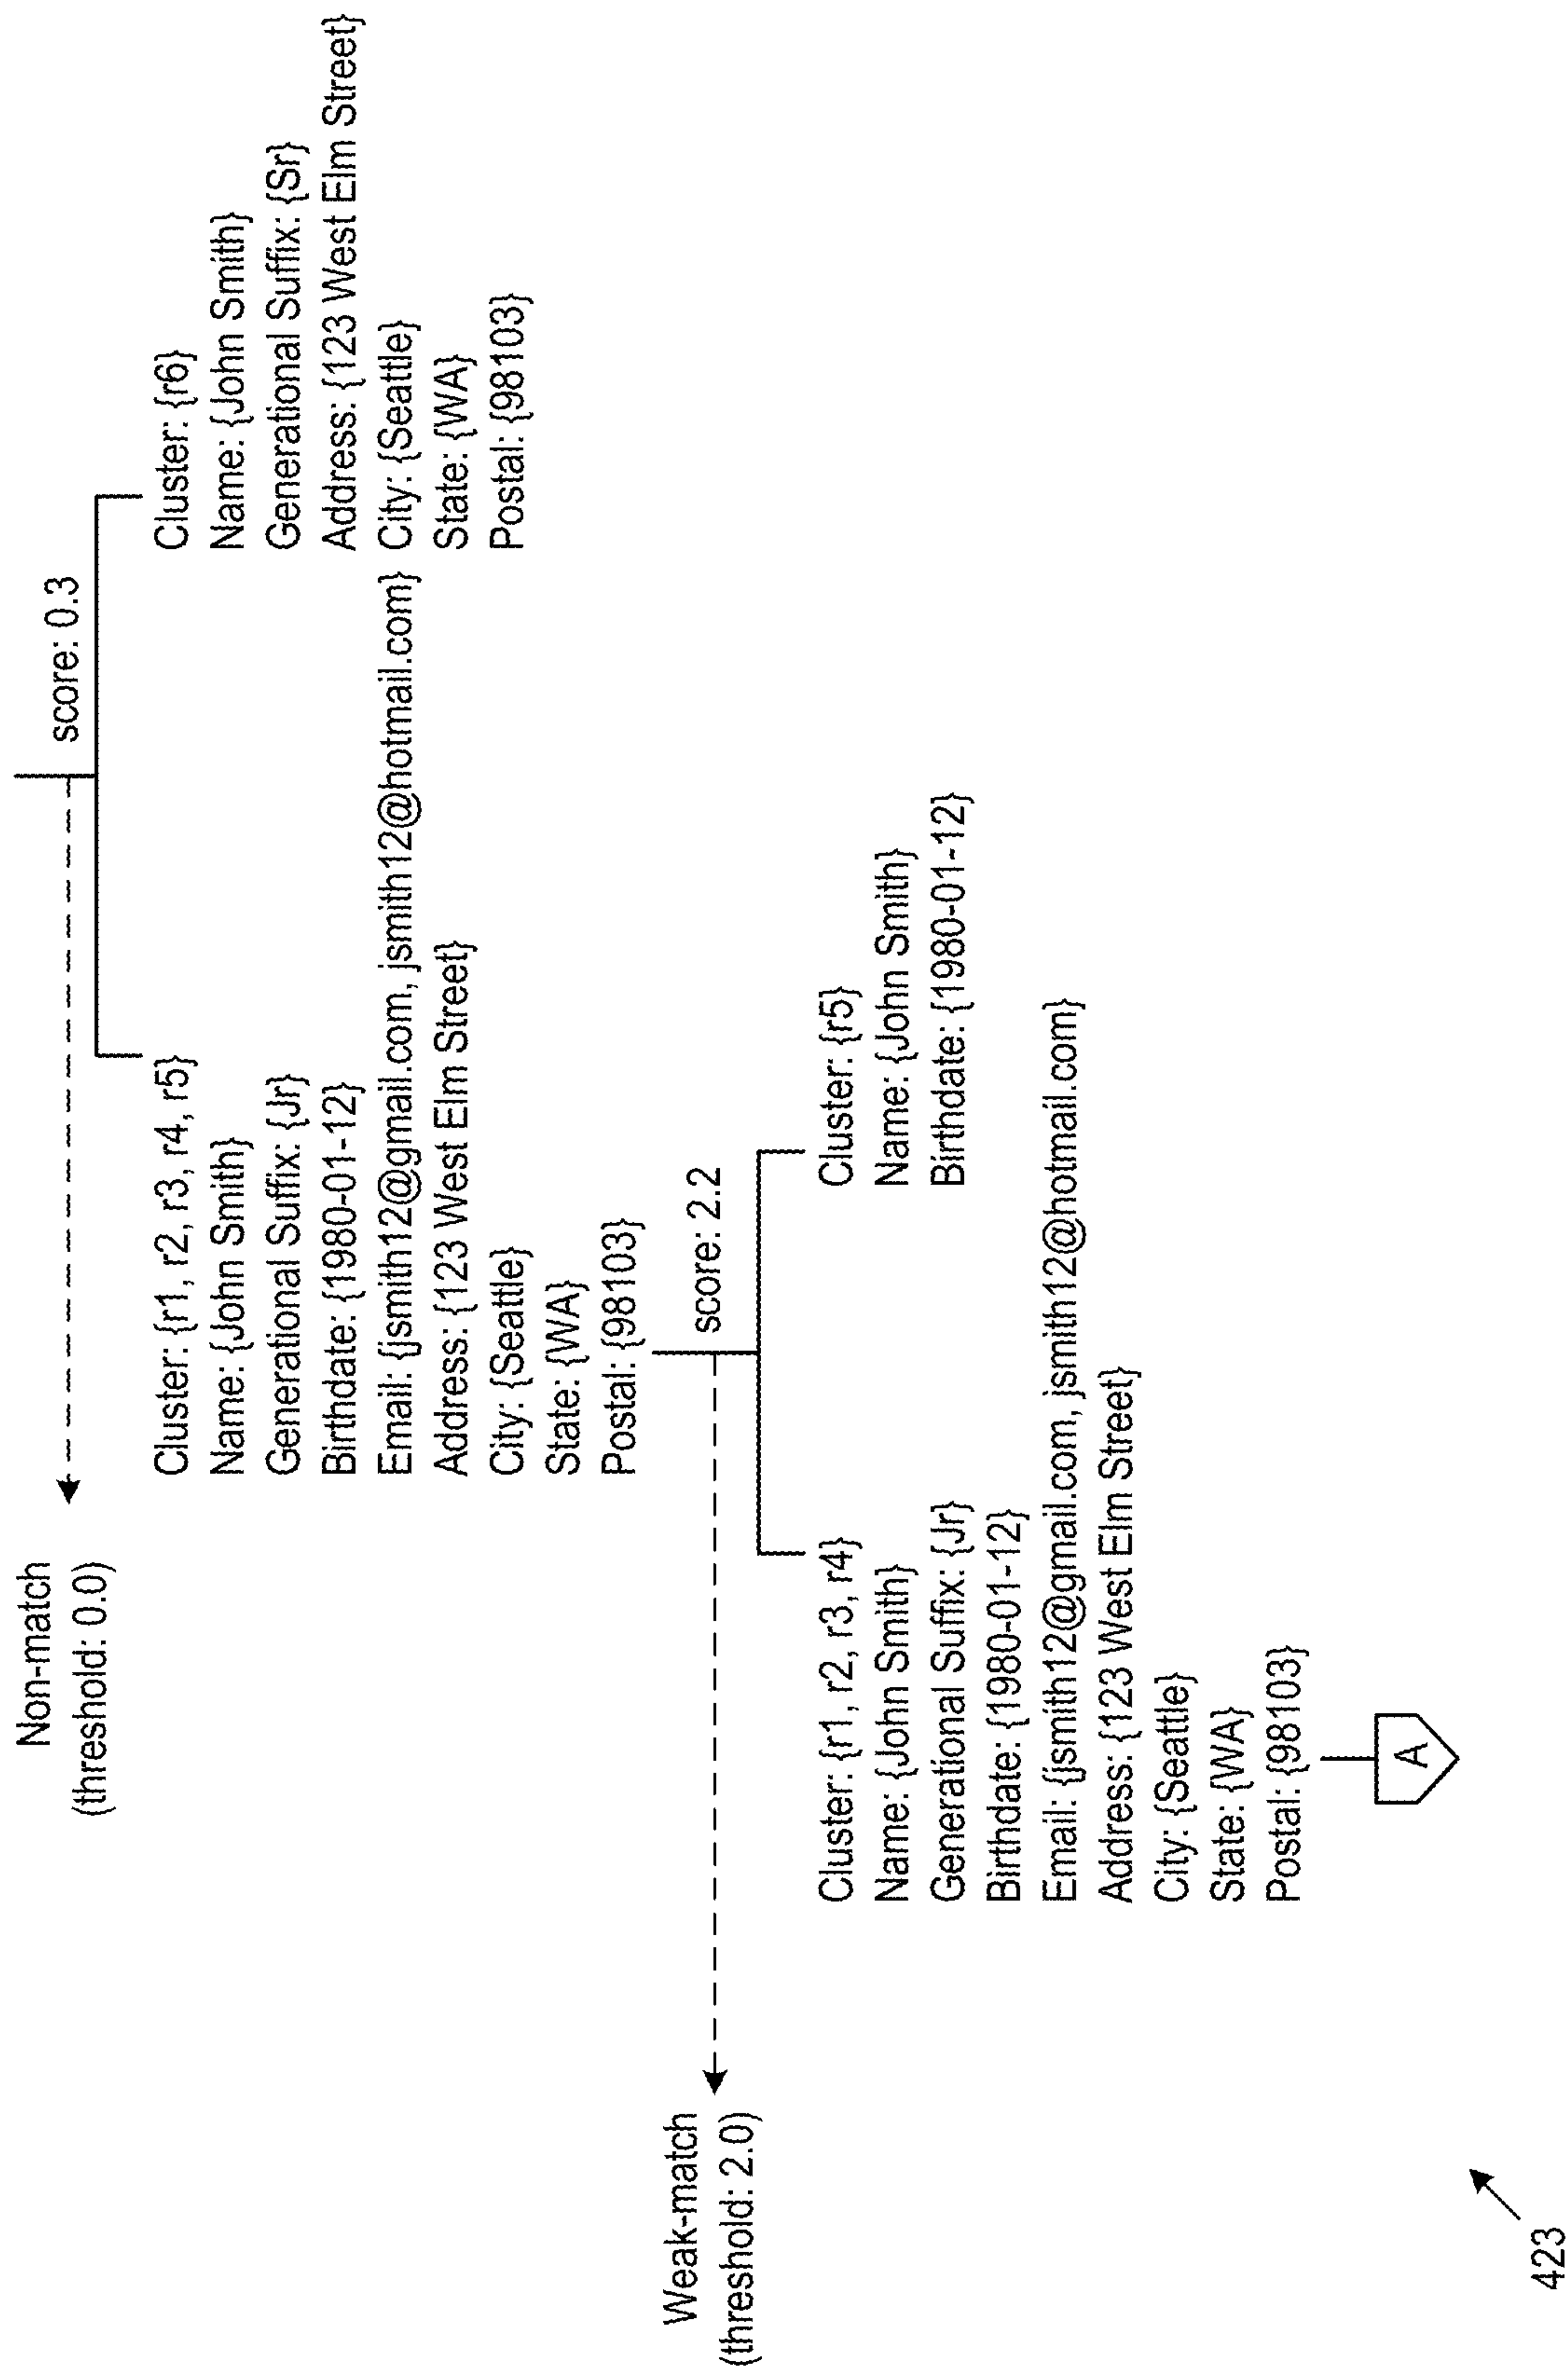 Non-match
(threshold: 0.0)
score: 0.3
Cluster: {r1, r2, r3, r4, r5}
Name: {John Smith}
Generational Suffix: {Jr}
Birthdate: {1980-01-12}
Email: {jsmith12@gmail.com, jsmith12@hotmail.com}
Address: {123 West Elm Street}
City: {Seattle}
State: {WA}
Postal: {98103}
Cluster: {r6}
Name: {John Smith}
Generational Suffix: {Sr}
Address: {123 West Elm Street}
City: {Seattle}
State: {WA}
Postal: {98103}
Weak-match
(threshold: 2.0)
score: 2.2
Cluster: {r1, r2, r3, r4}
Name: {John Smith}
Generational Suffix: {Jr}
Birthdate: {1980-01-12}
Email: {jsmith12@gmail.com, jsmith12@hotmail.com}
Address: {123 West Elm Street}
City: {Seattle}
State: {WA}
Postal: {98103}
Cluster: {r5}
Name: {John Smith}
Birthdate: {1980-01-12}
A
423